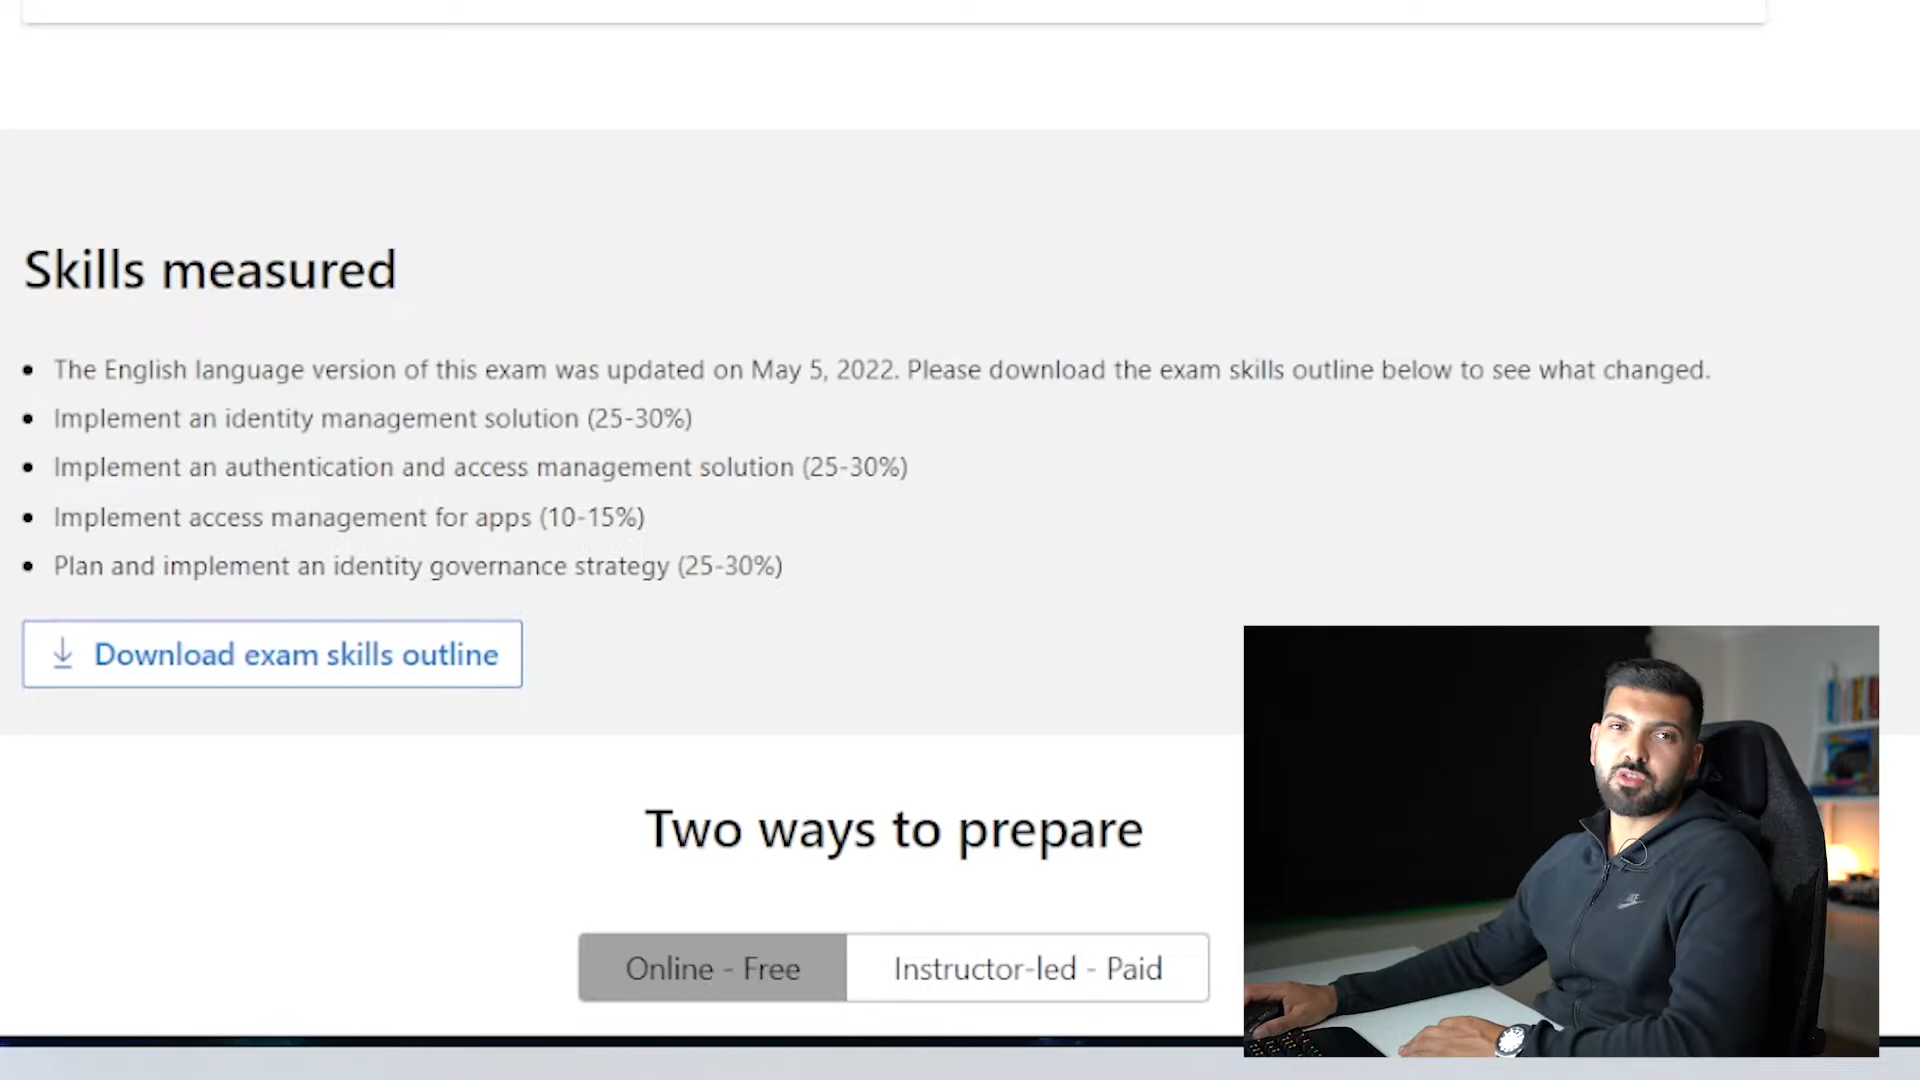 Skills measured
The English language version of this exam was updated on May 5, 2022. Please download the exam skills outline below to see what changed.
Implement an identity management solution (25-30%)
Implement an authentication and access management solution (25-30%)
Implement access management for apps (10-15%)
Plan and implement an identity governance strategy (25-30%)
Download exam skills outline
Two ways to prepare
Online - Free
Instructor-led - Paid